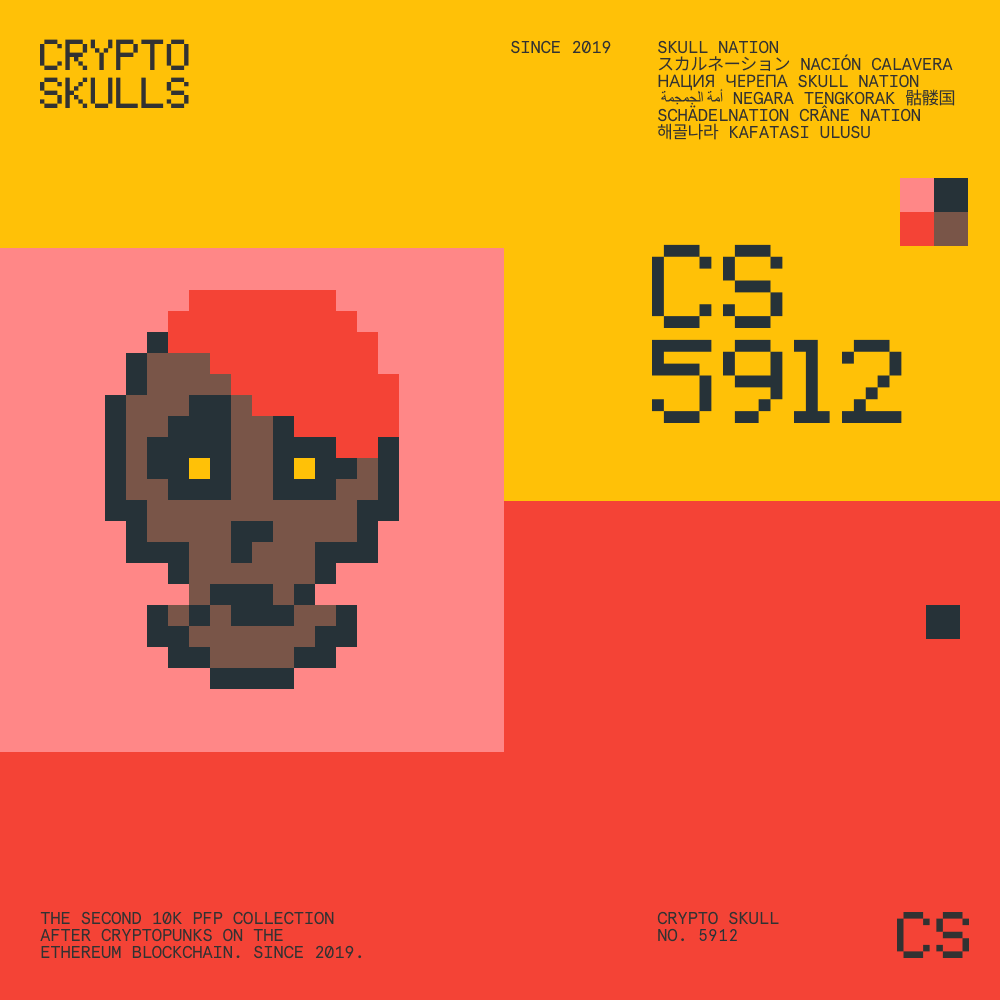 CRYPTO
SKULLS
SINCE 2019
SKULL NATION
スカルネーション NACIÓN CALAVERA
НАЦИЯ ЧЕРЕПА SKULL NATION
أمة الجمجمة NEGARA TENGKORAK 骷髅国
SCHÄDELNATION CRÂNE NATION
해골나라 KAFATASI ULUSU
CS
5912
THE SECOND 10K PFP COLLECTION
AFTER CRYPTOPUNKS ON THE
ETHEREUM BLOCKCHAIN. SINCE 2019.
CRYPTO SKULL
NO. 5912
CS